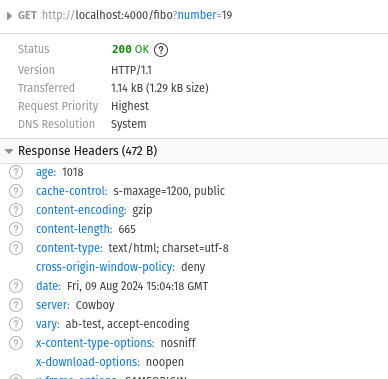 GET http://localhost:4000/fibo?number=19
Status 200 OK ?
Version HTTP/1.1
Transferred 1.14 kB (1.29 kB size)
Request Priority Highest
DNS Resolution System
Response Headers (472 B)
? age: 1018
? cache-control: s-maxage=1200, public
? content-encoding: gzip
? content-length: 665
? content-type: text/html; charset=utf-8
cross-origin-window-policy: deny
? date: Fri, 09 Aug 2024 15:04:18 GMT
? server: Cowboy
? vary: ab-test, accept-encoding
? x-content-type-options: nosniff
x-download-options: noopen
? x-frame-options: SAMEORIGIN